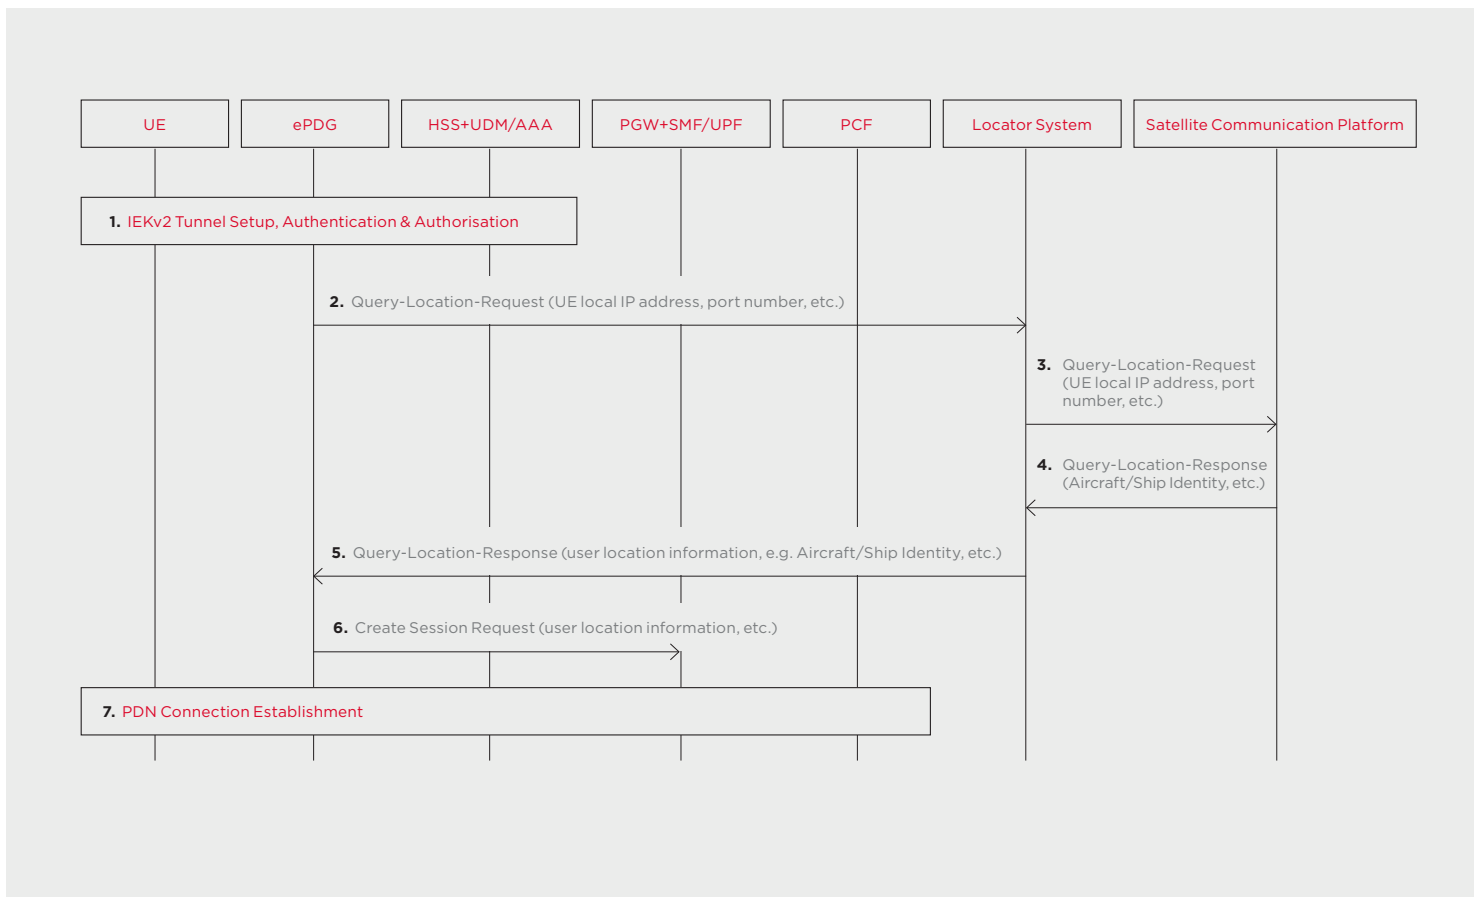 UE
ePDG
HSS+UDM/AAA
PGW+SMF/UPF
PCF
Locator System
Satellite Communication Platform
1. IEKv2 Tunnel Setup, Authentication & Authorisation
2. Query-Location-Request (UE local IP address, port number, etc.)
3. Query-Location-Request
(UE local IP address, port
number, etc.)
4. Query-Location-Response
(Aircraft/Ship Identity, etc.)
5. Query-Location-Response (user location information, e.g. Aircraft/Ship Identity, etc.)
6. Create Session Request (user location information, etc.)
7. PDN Connection Establishment